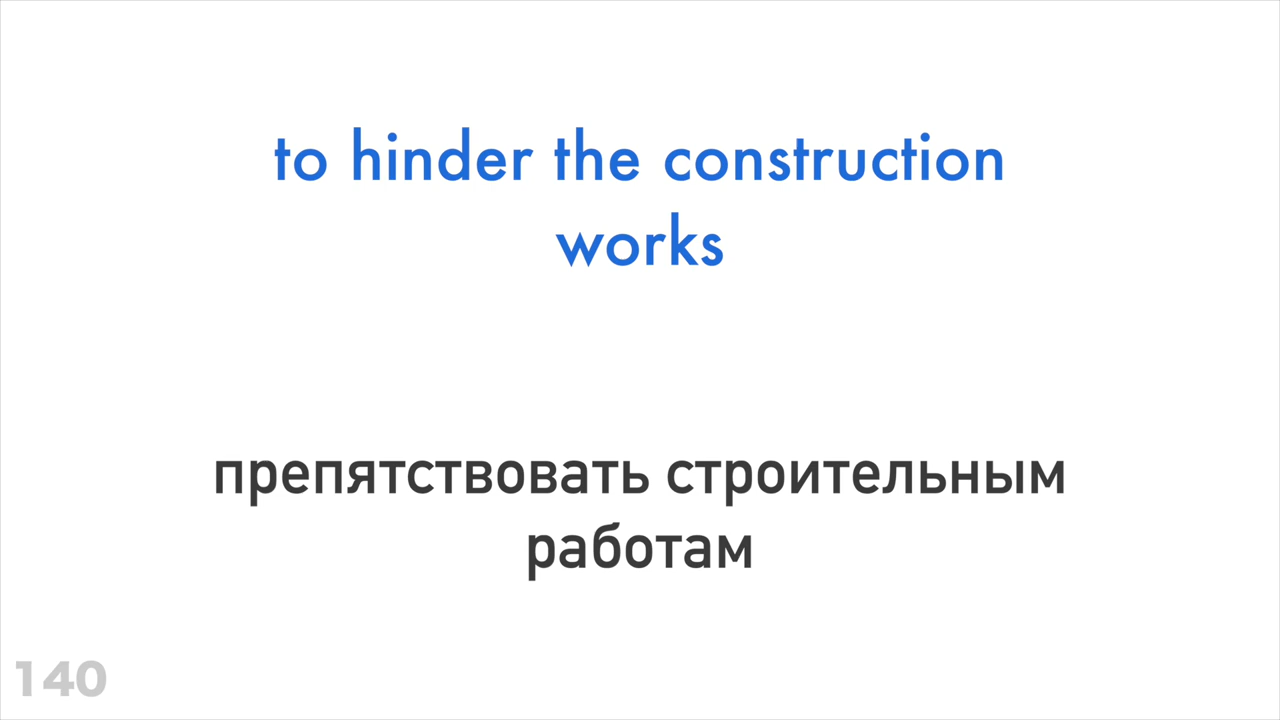 to hinder the construction
works
препятствовать строительным
работам
140